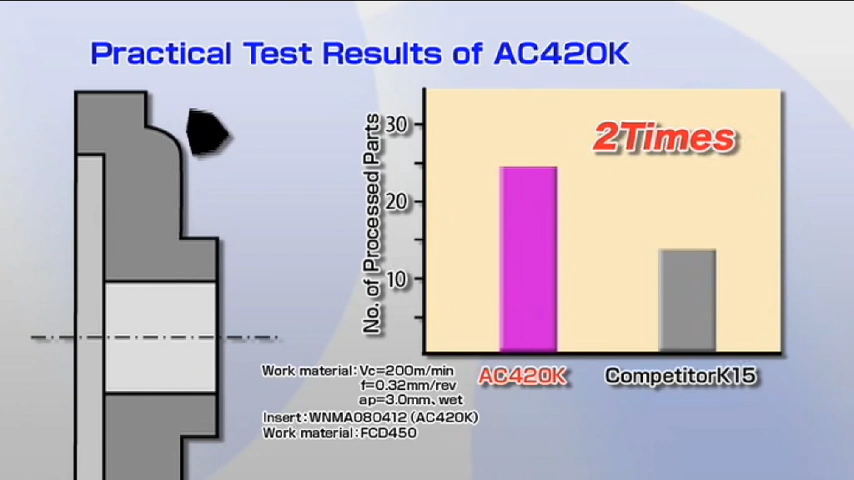 Practical Test Results of AC420K
No. of Processed Parts
30
20
10
2Times
AC420K
CompetitorK15
Work material:Vc=200m/min
f=0.32mm/rev
ap=3.0mm、wet
Insert:WNMA080412 (AC420K)
Work material:FCD450